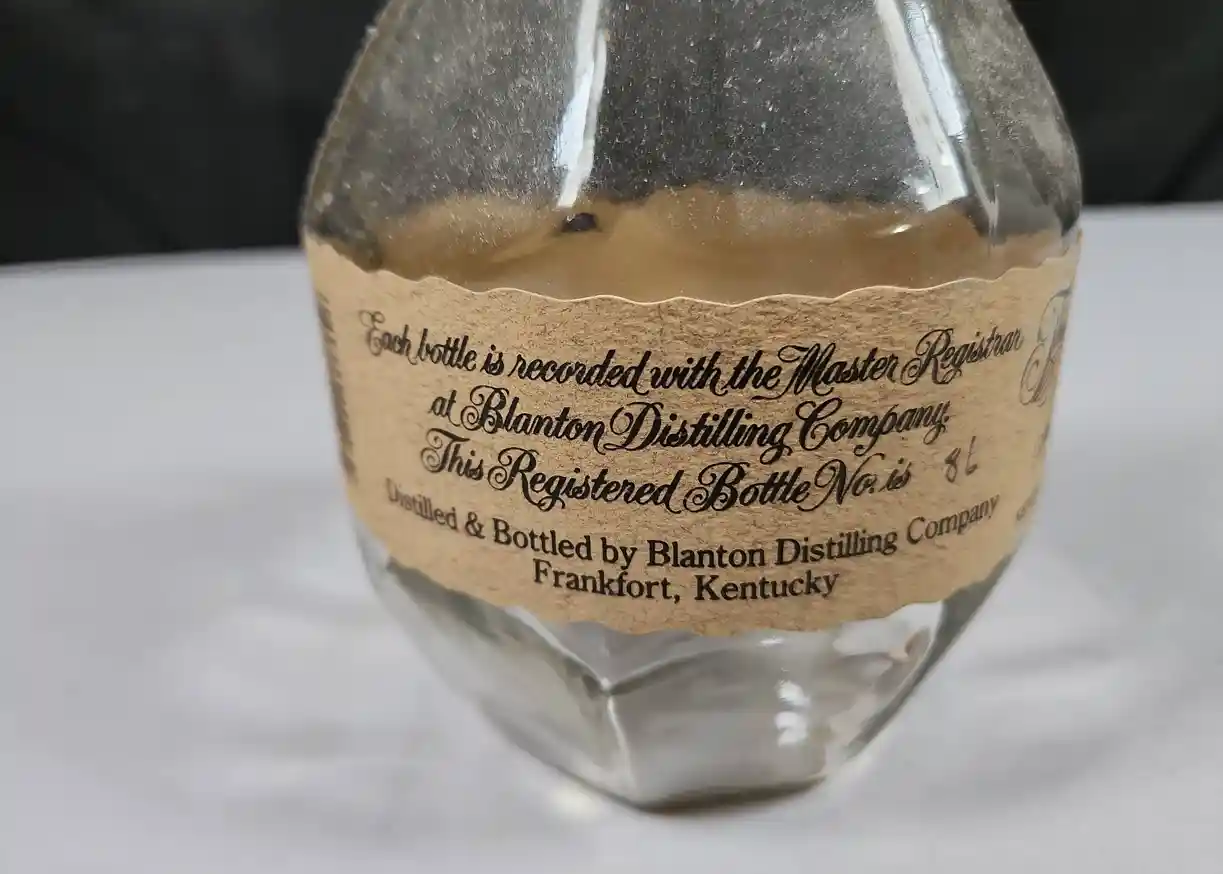 Each bottle is recorded with the Master Registrar
at Blanton Distilling Company.
This Registered Bottle No. is 86
Distilled & Bottled by Blanton Distilling Company
Frankfort, Kentucky